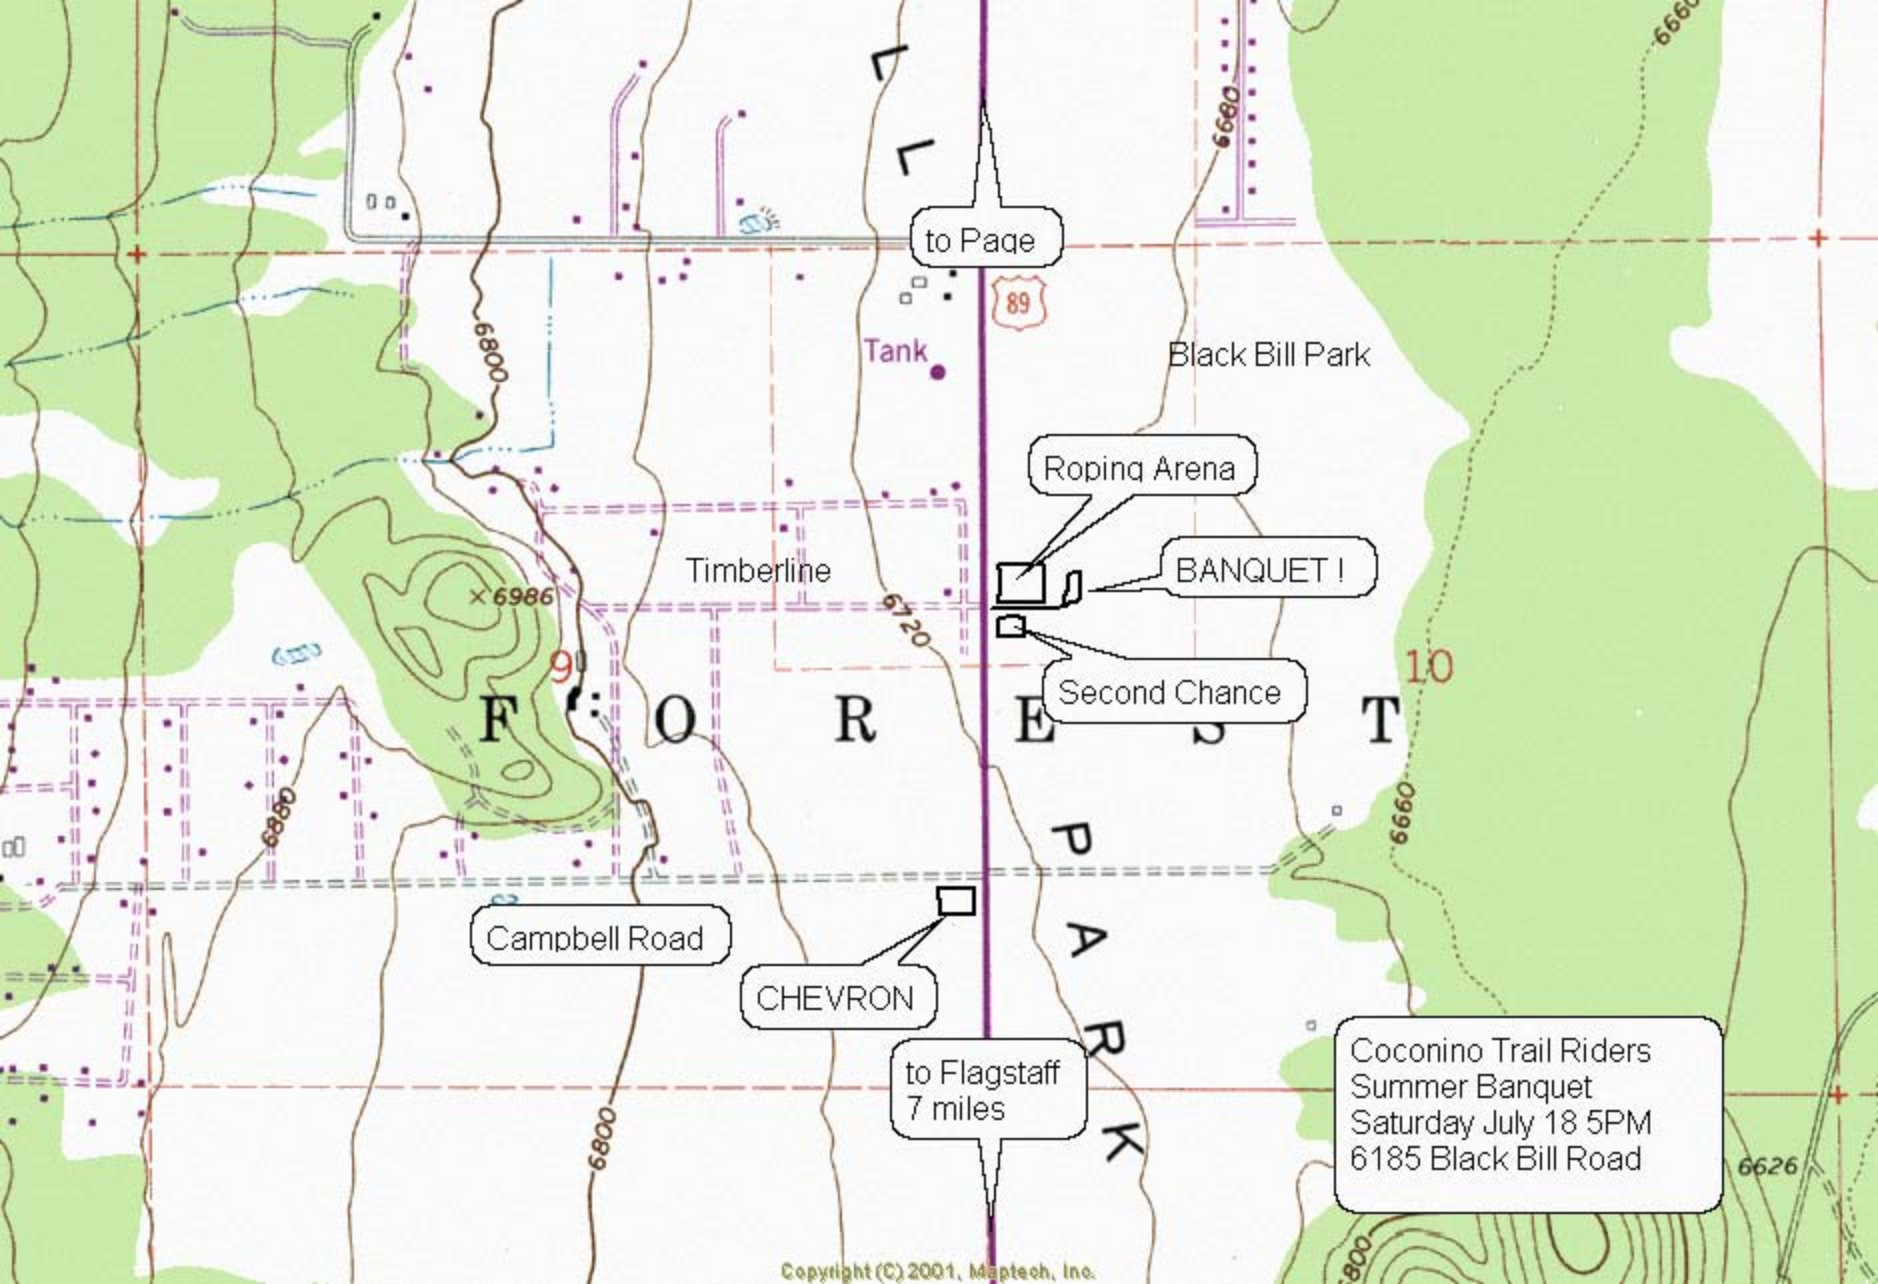 L
6660
6680
L
to Page
89
6800
Tank
Black Bill Park
Roping Arena
Timberline
BANQUET !
×6986
6720
9
10
Second Chance
F O R E S T
6880
6660
P
A
R
K
Campbell Road
CHEVRON
to Flagstaff
7 miles
6800
Coconino Trail Riders
Summer Banquet
Saturday July 18 5PM
6185 Black Bill Road
6626
6800
Copyright (C) 2001, Maptech, Inc.